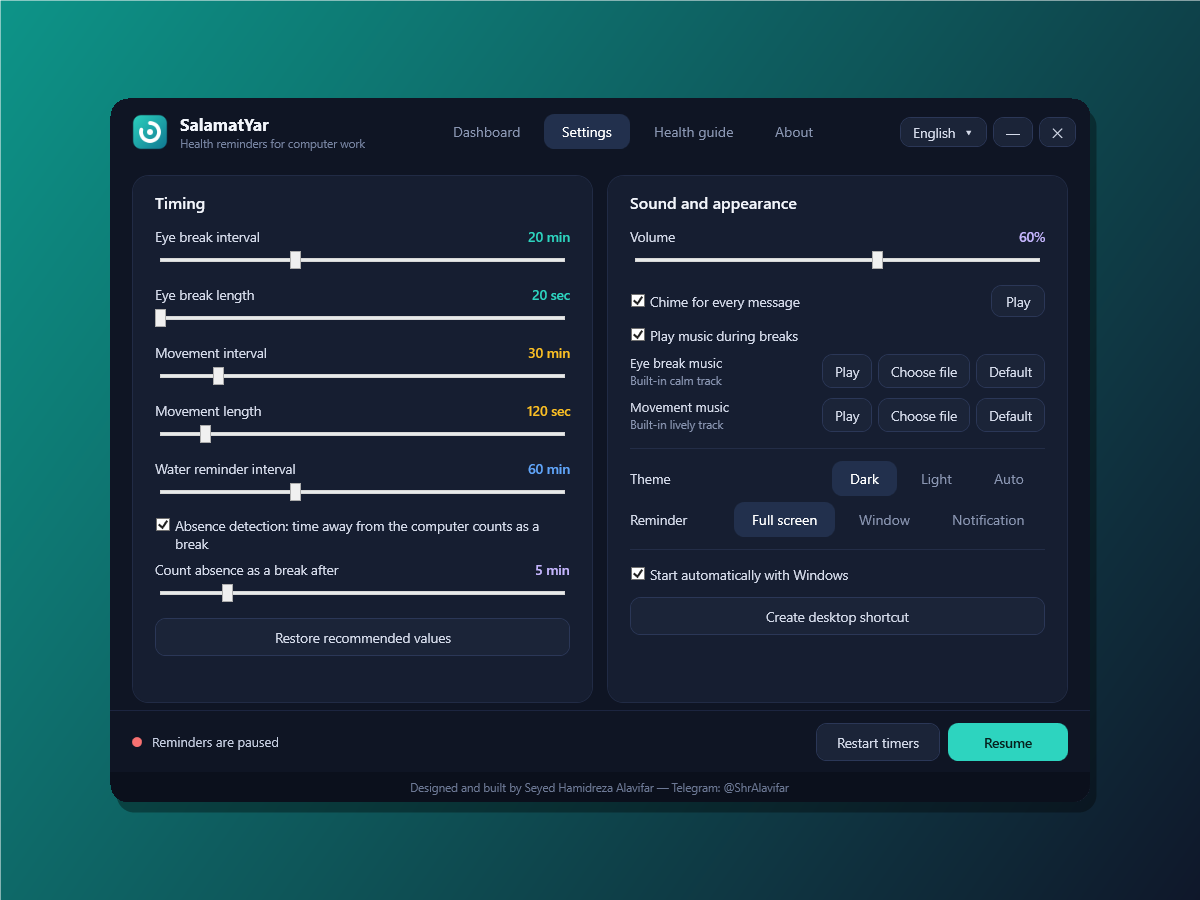 SalamatYar
Health reminders for computer work
Dashboard
Settings
Health guide
About
English
Timing
Eye break interval
20 min
Eye break length
20 sec
Movement interval
30 min
Movement length
120 sec
Water reminder interval
60 min
Absence detection: time away from the computer counts as a
break
Count absence as a break after
5 min
Restore recommended values
Sound and appearance
Volume
60%
Chime for every message
Play
Play music during breaks
Eye break music
Built-in calm track
Play
Choose file
Default
Movement music
Built-in lively track
Play
Choose file
Default
Theme
Dark
Light
Auto
Reminder
Full screen
Window
Notification
Start automatically with Windows
Create desktop shortcut
Reminders are paused
Restart timers
Resume
Designed and built by Seyed Hamidreza Alavifar — Telegram: @ShrAlavifar